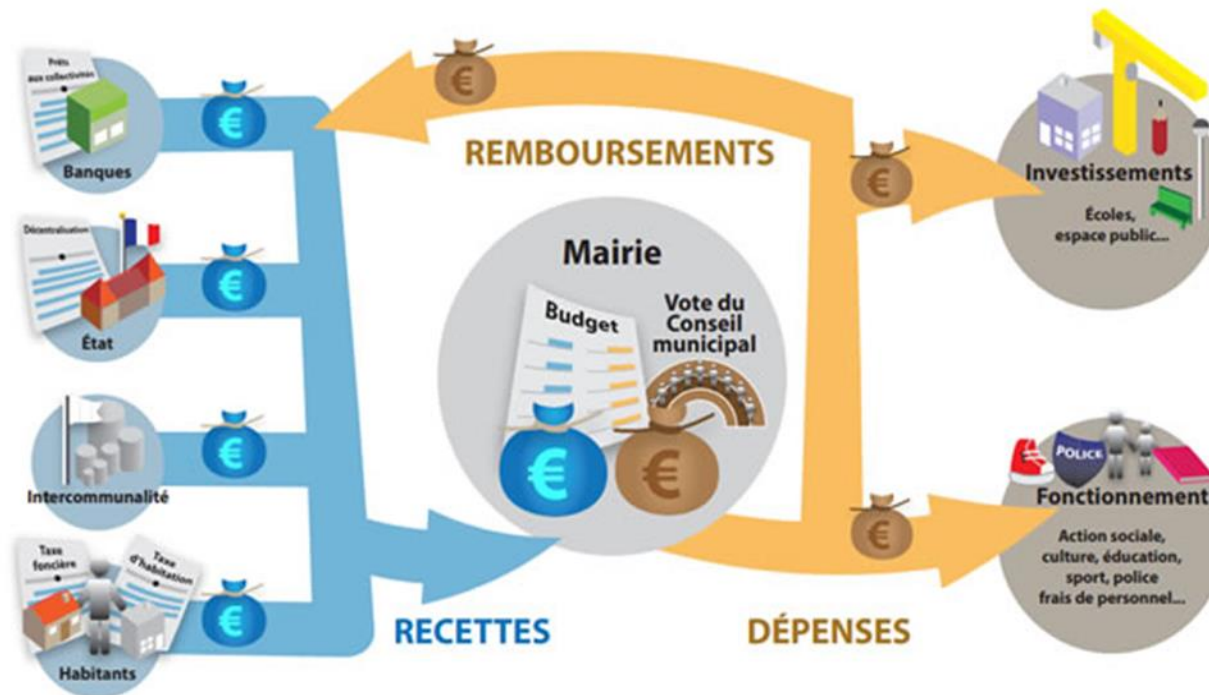 Prêts
aux collectivités
Banques
Décentralisation
État
Intercommunalité
Taxe
foncière
Taxe
d'habitation
Habitants
€
€
€
€
RECETTES
€
REMBOURSEMENTS
Mairie
Budget
Vote du
Conseil
municipal
€
€
DÉPENSES
€
Investissements
Écoles,
espace public...
€
POLICE
Fonctionnement
Action sociale,
culture, éducation,
sport, police
frais de personnel...